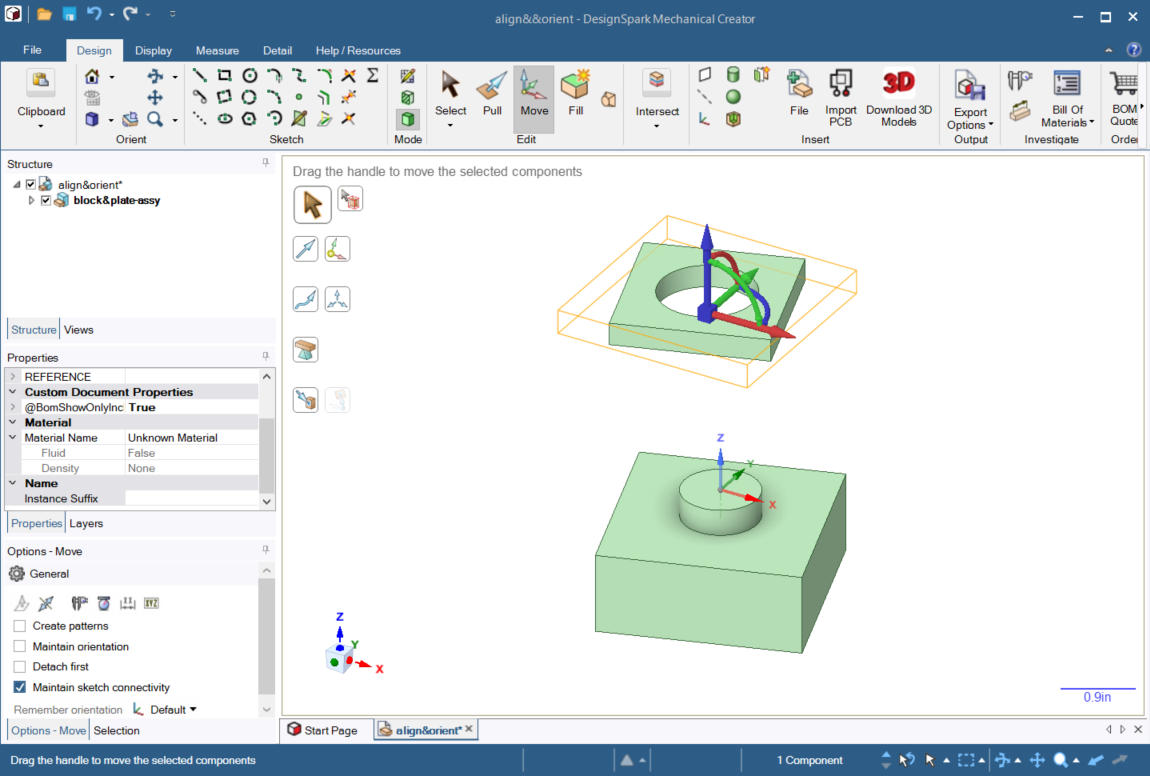 align&&orient - DesignSpark Mechanical Creator
File Design Display Measure Detail Help / Resources
Clipboard
Orient
Sketch
Mode
Select Pull Move Fill
Edit
Intersect
File Import PCB Download 3D Models
3D
Insert
Export Options
Output
Bill Of Materials
Investigate
BOM Quote
Order
Structure
align&orient*
block&plate-assy
Structure Views
Properties
REFERENCE
Custom Document Properties
@BomShowOnlyInc True
Material
Material Name Unknown Material
Fluid False
Density None
Name
Instance Suffix
Properties Layers
Options - Move
General
XYZ
Create patterns
Maintain orientation
Detach first
Maintain sketch connectivity
Remember orientation Default
Options - Move Selection
Drag the handle to move the selected components
Z
Y
X
Z
Y
X
0.9in
Start Page align&orient*
Drag the handle to move the selected components
1 Component